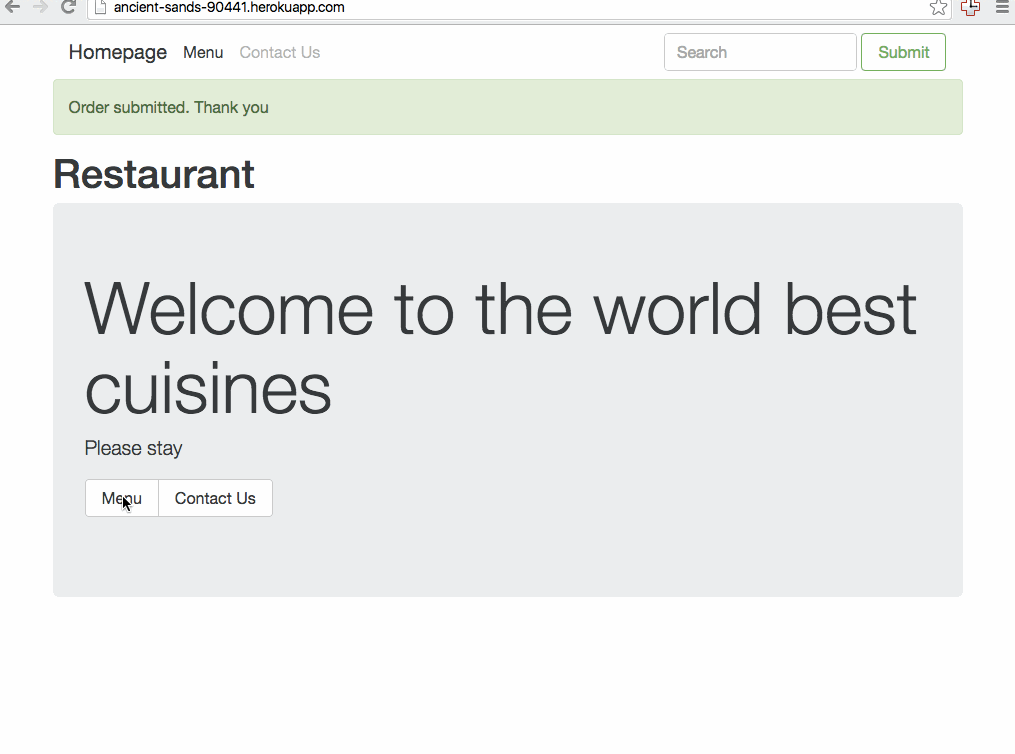 ancient-sands-90441.herokuapp.com
Homepage Menu Contact Us Search Submit
Order submitted. Thank you
Restaurant
Welcome to the world best
cuisines
Please stay
Menu Contact Us